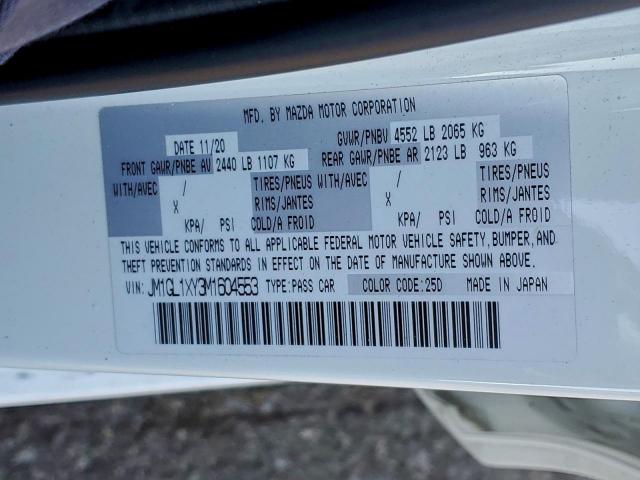 MFD. BY MAZDA MOTOR CORPORATION
DATE 11/20 GVWR/PNBV 4552 LB 2065 KG
FRONT GAWR/PNBE AV 2440 LB 1107 KG REAR GAWR/PNBE AR 2123 LB 963 KG
WITH/AVEC / TIRES/PNEUS WITH/AVEC / TIRES/PNEUS
X RIMS/JANTES X RIMS/JANTES
KPA/ PSI COLD/A FROID KPA/ PSI COLD/A FROID
THIS VEHICLE CONFORMS TO ALL APPLICABLE FEDERAL MOTOR VEHICLE SAFETY, BUMPER, AND
THEFT PREVENTION STANDARDS IN EFFECT ON THE DATE OF MANUFACTURE SHOWN ABOVE.
VIN: JM1GL1XY3M1604553 TYPE:PASS CAR COLOR CODE:25D MADE IN JAPAN